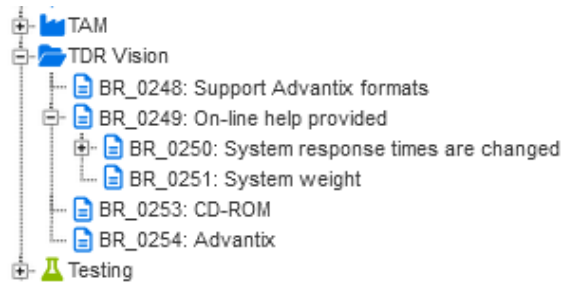 TAM
TDR Vision
BR_0248: Support Advantix formats
BR_0249: On-line help provided
BR_0250: System response times are changed
BR_0251: System weight
BR_0253: CD-ROM
BR_0254: Advantix
Testing